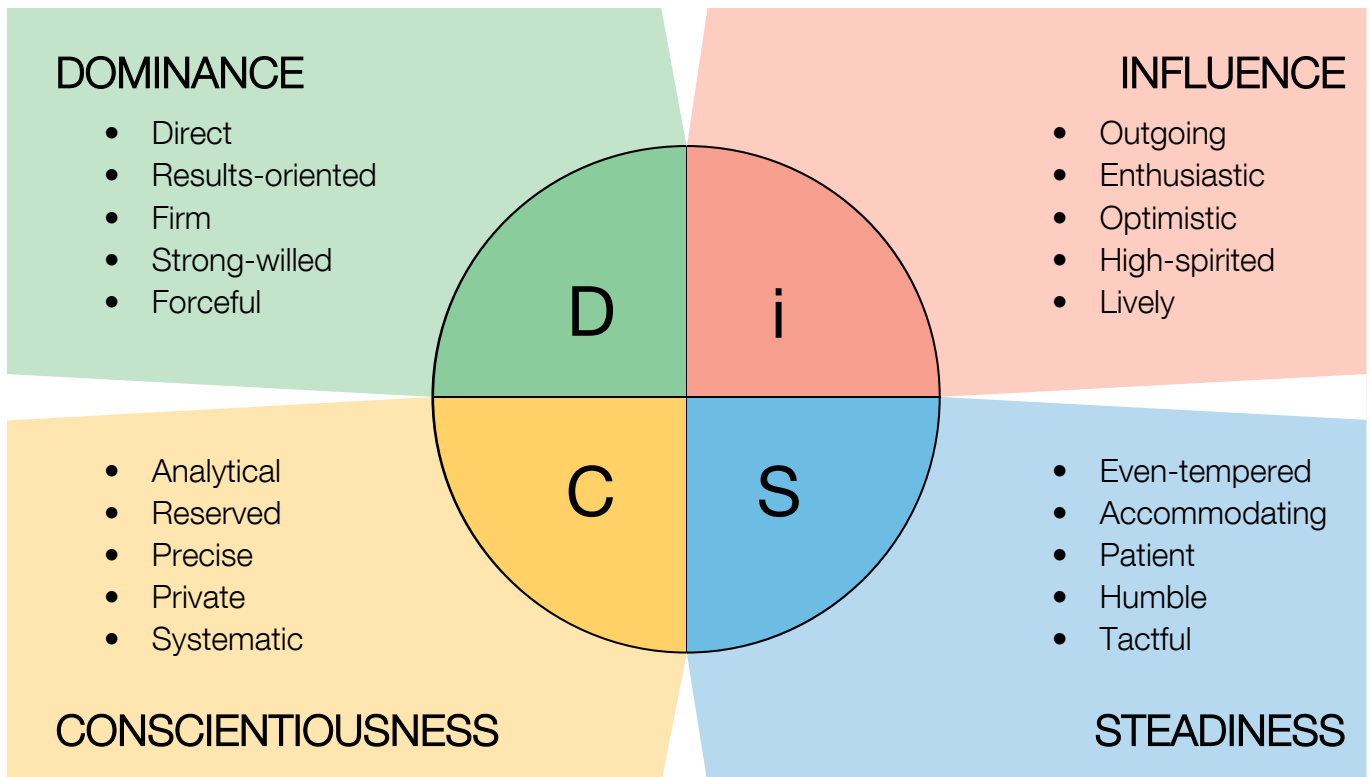 DOMINANCE
• Direct
• Results-oriented
• Firm
• Strong-willed
• Forceful
INFLUENCE
• Outgoing
• Enthusiastic
• Optimistic
• High-spirited
• Lively
D
i
C
S
• Analytical
• Reserved
• Precise
• Private
• Systematic
CONSCIENTIOUSNESS
• Even-tempered
• Accommodating
• Patient
• Humble
• Tactful
STEADINESS